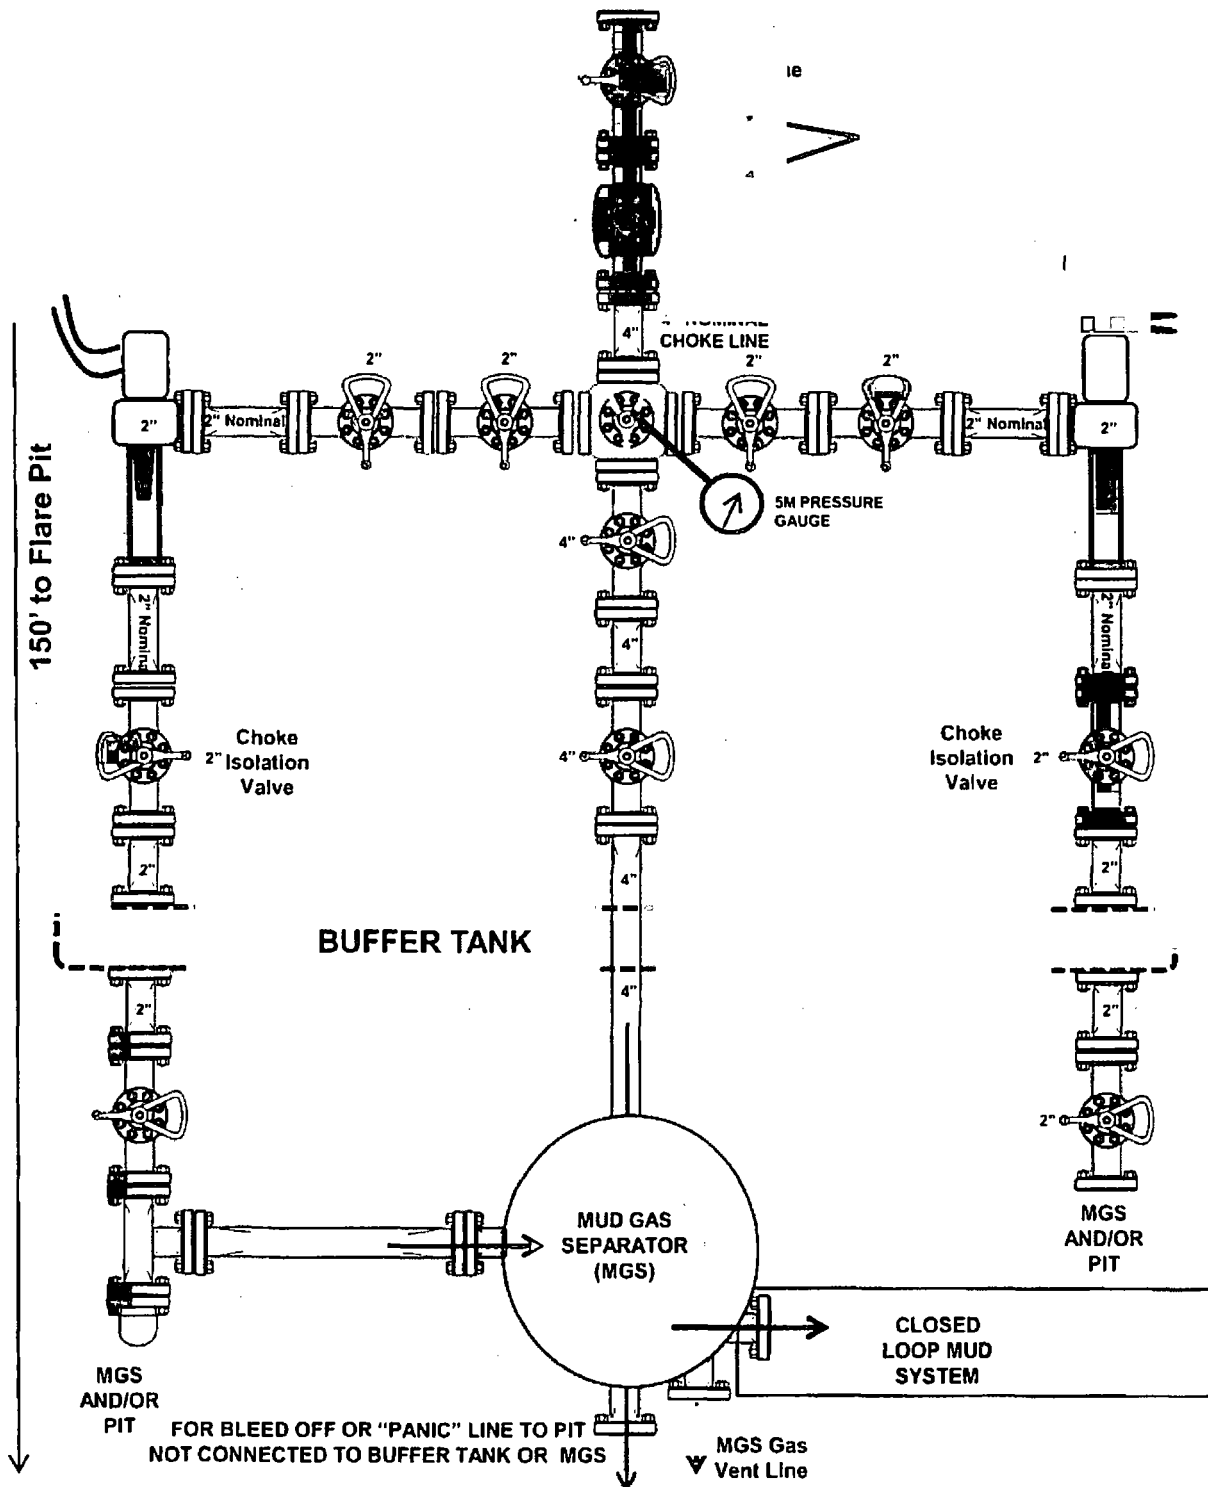 4"
4" NOMINAL
CHOKE LINE
2"
2"
2"
2"
2"
2" Nominal
2" Nominal
2"
5M PRESSURE
GAUGE
150' to Flare Pit
4"
2" Nominal
4"
2" Nominal
Choke
2" Isolation
Valve
4"
Choke
Isolation
Valve
2"
2"
4"
2"
BUFFER TANK
2"
4"
2"
2"
MUD GAS
SEPARATOR
(MGS)
MGS
AND/OR
PIT
CLOSED
LOOP MUD
SYSTEM
MGS
AND/OR
PIT
FOR BLEED OFF OR "PANIC" LINE TO PIT
NOT CONNECTED TO BUFFER TANK OR MGS
MGS Gas
Vent Line